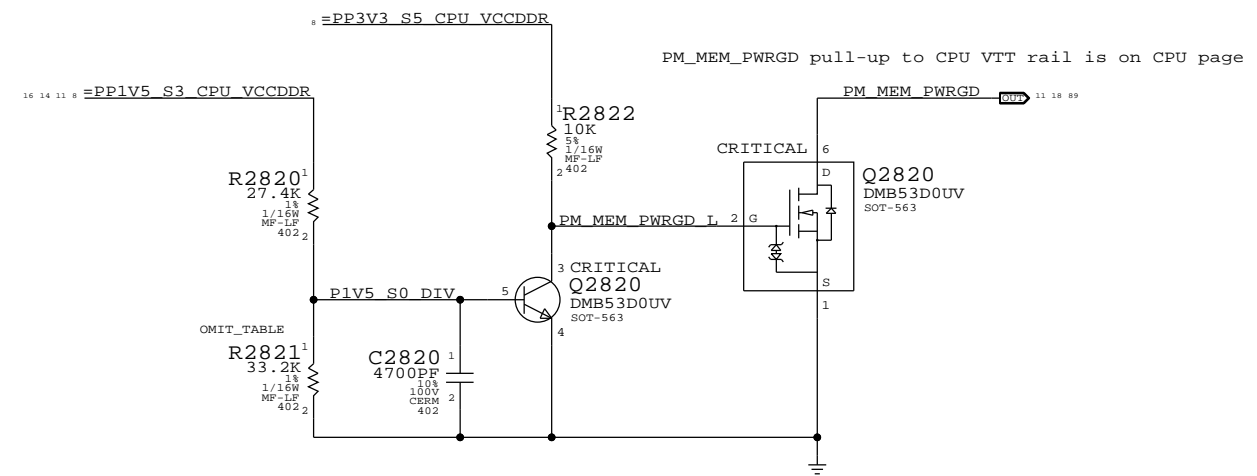 8 =PP3V3_S5_CPU_VCCDDR
PM_MEM_PWRGD pull-up to CPU VTT rail is on CPU page
16 14 11 8 =PP1V5_S3_CPU_VCCDDR
PM_MEM_PWRGD OUT 11 18 89
1
R2822
10K
5%
1/16W
MF-LF
2 402
CRITICAL 6
D
Q2820
DMB53D0UV
SOT-563
R2820 1
27.4K
1%
1/16W
MF-LF
402 2
PM_MEM_PWRGD_L 2 G
3 CRITICAL
Q2820
DMB53D0UV
SOT-563
S
1
P1V5_S0_DIV 5
4
OMIT_TABLE
R2821 1
33.2K
1%
1/16W
MF-LF
402 2
C2820 1
4700PF
10%
100V
CERM 2
402